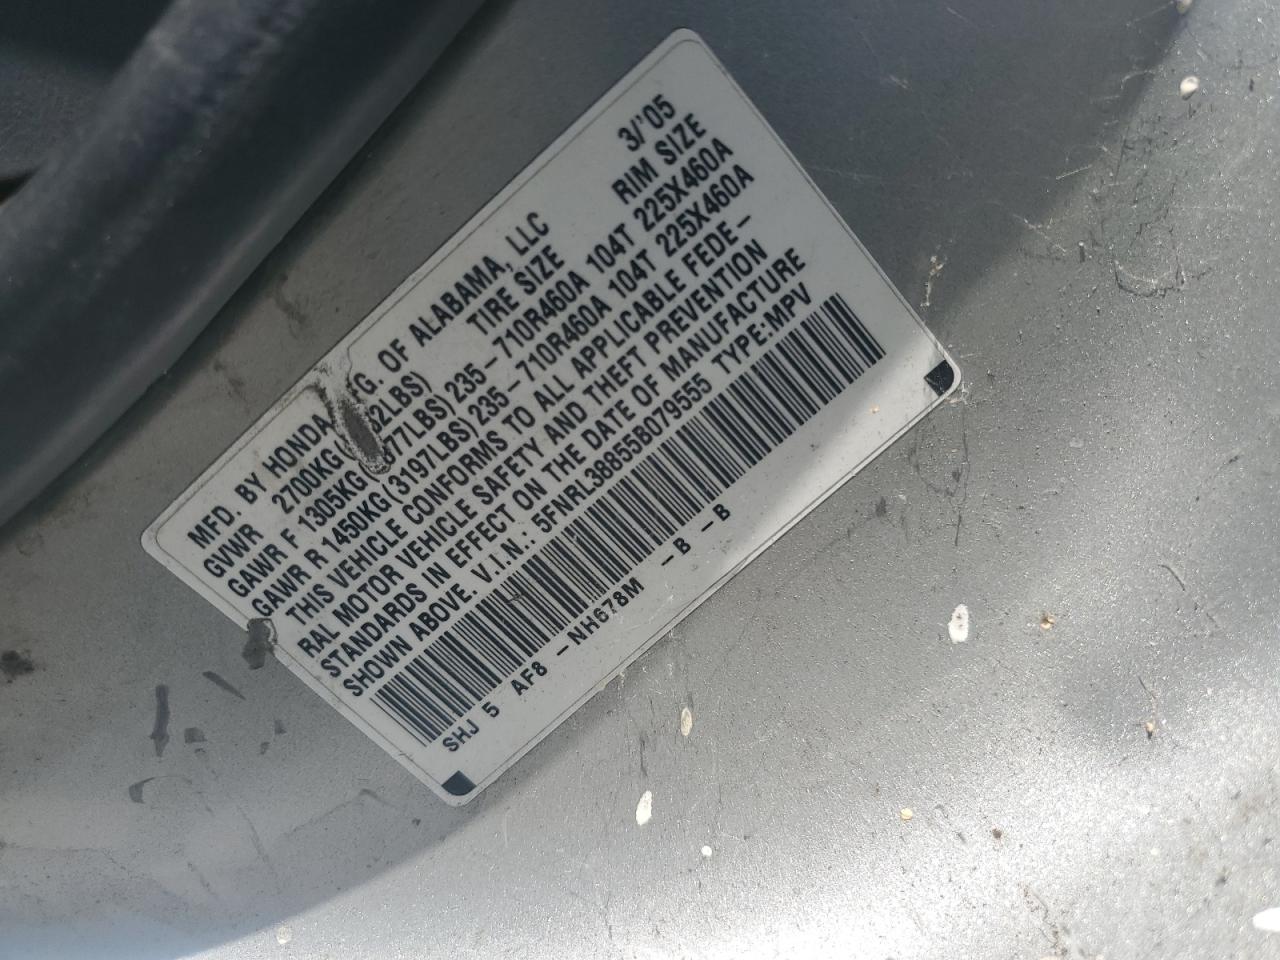 MFD. BY HONDA G. OF ALABAMA, LLC 3/'05
GVWR 2700KG 2LBS) TIRE SIZE RIM SIZE
GAWR F 1305KG 77LBS) 235-710R460A 104T 225X460A
GAWR R 1450KG (3197LBS) 235-710R460A 104T 225X460A
THIS VEHICLE CONFORMS TO ALL APPLICABLE FEDE-
RAL MOTOR VEHICLE SAFETY AND THEFT PREVENTION
STANDARDS IN EFFECT ON THE DATE OF MANUFACTURE
SHOWN ABOVE. V.I.N.: 5FNRL38855B079555 TYPE:MPV
SHJ 5 AF8 -NH678M -B -B